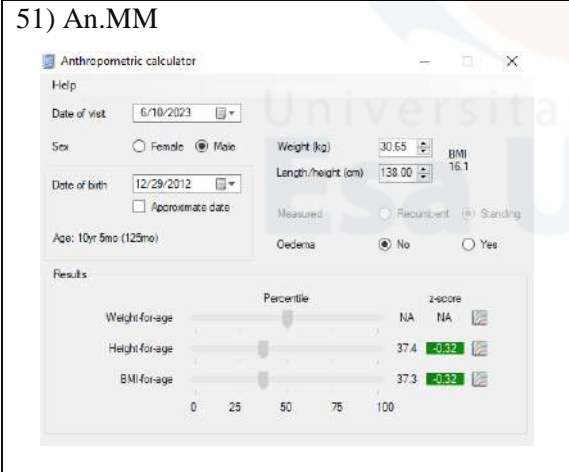 51) An.MM
Anthropometric calculator
Help
Date of visit 6/10/2023
Sex Female Male Weight (kg) 30.65 BMI
Length/height (cm) 138.00 16.1
Date of birth 12/29/2012
Approximate date Measured Recumbent Standing
Age: 10yr 5mo (125mo) Oedema No Yes
Results
Percentile z-score
Weight-for-age NA NA
Height-for-age 37.4 -0.32
BMI-for-age 37.3 -0.32
0 25 50 75 100
Universita
Esa U